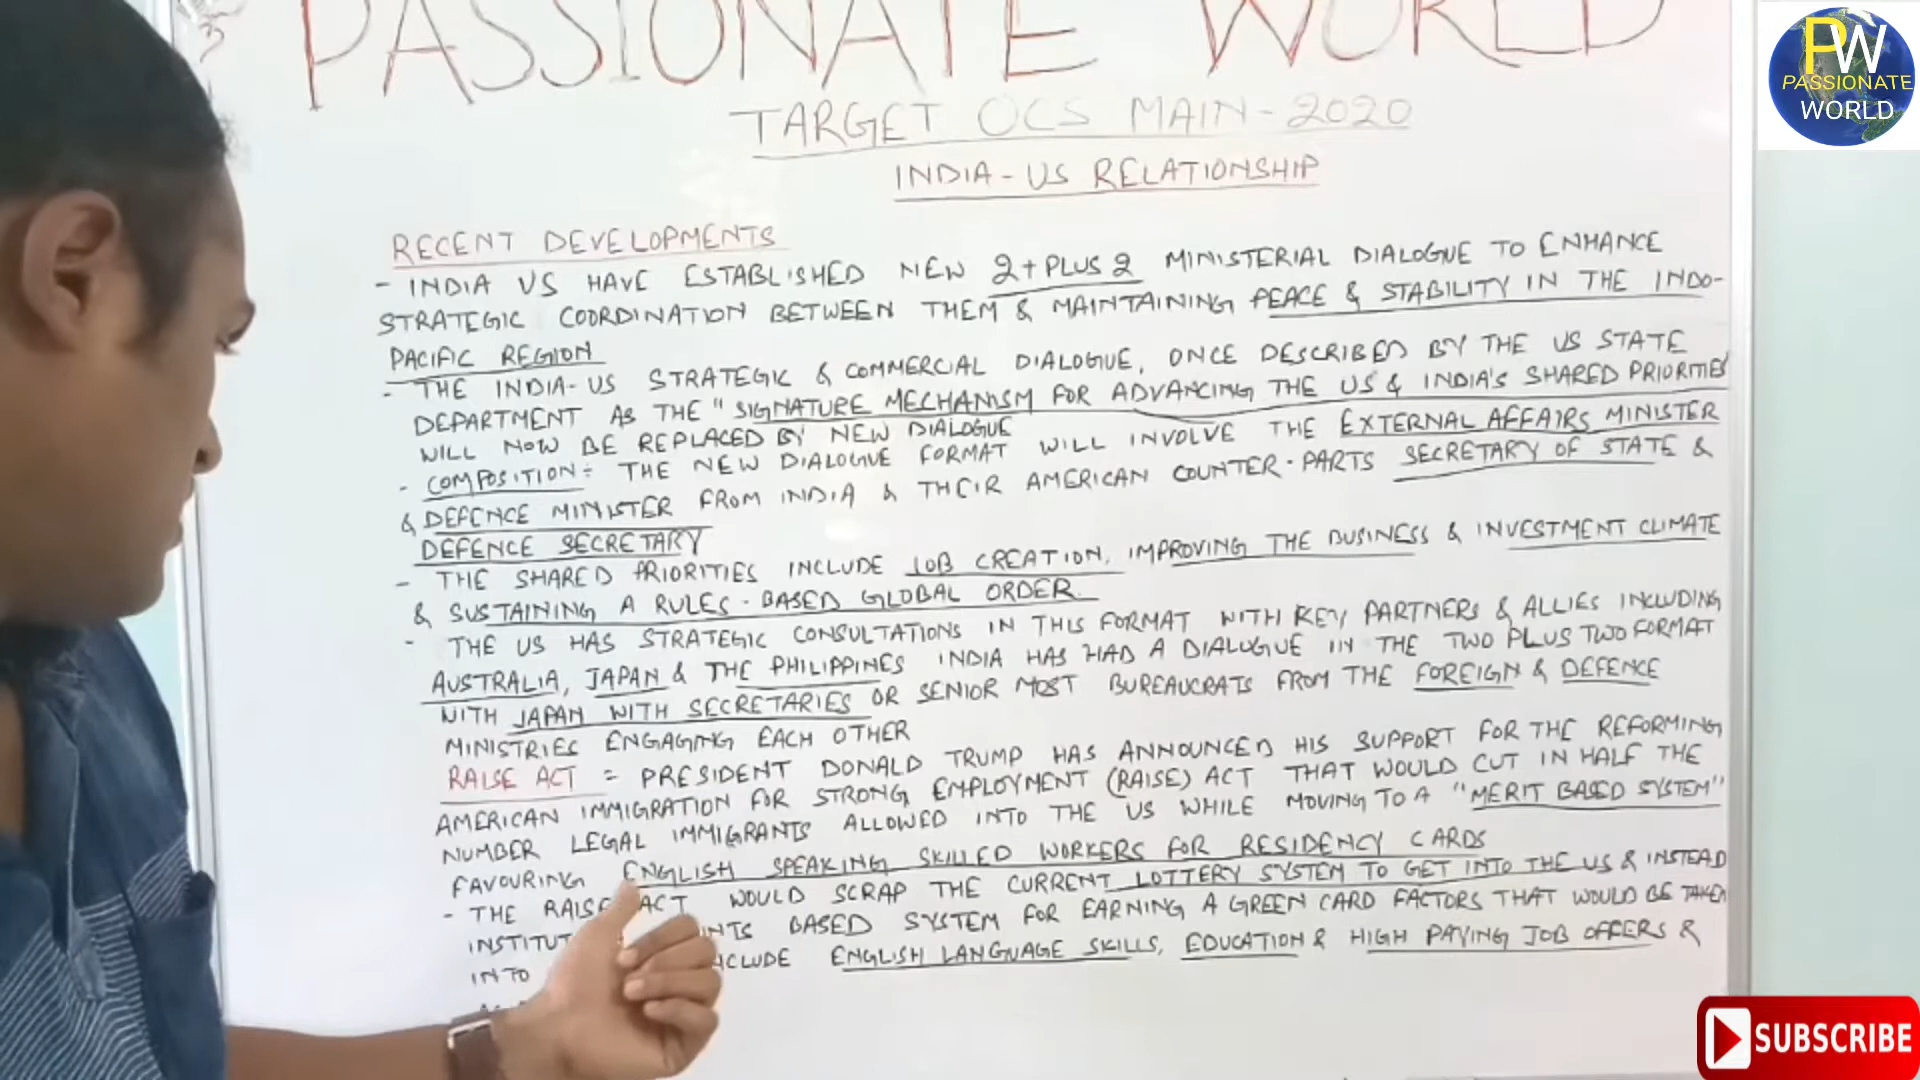 PASSIONATE WORLD
PW
PASSIONATE
WORLD
TARGET OCS MAIN - 2020
INDIA - US RELATIONSHIP
RECENT DEVELOPMENTS
- INDIA US HAVE ESTABLISHED NEW 2+PLUS 2 MINISTERIAL DIALOGUE TO ENHANCE
STRATEGIC COORDINATION BETWEEN THEM & MAINTAINING PEACE & STABILITY IN THE INDO-
PACIFIC REGION
- THE INDIA-US STRATEGIC & COMMERCIAL DIALOGUE, ONCE DESCRIBED BY THE US STATE
DEPARTMENT AS THE "SIGNATURE MECHANISM FOR ADVANCING THE US & INDIA'S SHARED PRIORITIES
WILL NOW BE REPLACED BY NEW DIALOGUE
- COMPOSITION:- THE NEW DIALOGUE FORMAT WILL INVOLVE THE EXTERNAL AFFAIRS MINISTER
& DEFENCE MINISTER FROM INDIA & THEIR AMERICAN COUNTER-PARTS SECRETARY OF STATE &
DEFENCE SECRETARY
- THE SHARED PRIORITIES INCLUDE JOB CREATION, IMPROVING THE BUSINESS & INVESTMENT CLIMATE
& SUSTAINING A RULES-BASED GLOBAL ORDER.
- THE US HAS STRATEGIC CONSULTATIONS IN THIS FORMAT WITH KEY PARTNERS & ALLIES INCLUDING
AUSTRALIA, JAPAN & THE PHILIPPINES INDIA HAS HAD A DIALOGUE IN THE TWO PLUS TWO FORMAT
WITH JAPAN WITH SECRETARIES OR SENIOR MOST BUREAUCRATS FROM THE FOREIGN & DEFENCE
MINISTRIES ENGAGING EACH OTHER
RAISE ACT = PRESIDENT DONALD TRUMP HAS ANNOUNCED HIS SUPPORT FOR THE REFORMING
AMERICAN IMMIGRATION FOR STRONG EMPLOYMENT (RAISE) ACT THAT WOULD CUT IN HALF THE
NUMBER LEGAL IMMIGRANTS ALLOWED INTO THE US WHILE MOVING TO A "MERIT BASED SYSTEM"
FAVOURING ENGLISH SPEAKING SKILLED WORKERS FOR RESIDENCY CARDS
- THE RAISE ACT WOULD SCRAP THE CURRENT LOTTERY SYSTEM TO GET INTO THE US & INSTEAD
BASED SYSTEM FOR EARNING A GREEN CARD FACTORS THAT WOULD BE TAKEN
INTO ENGLISH LANGUAGE SKILLS, EDUCATION & HIGH PAYING JOB OFFERS &
SUBSCRIBE